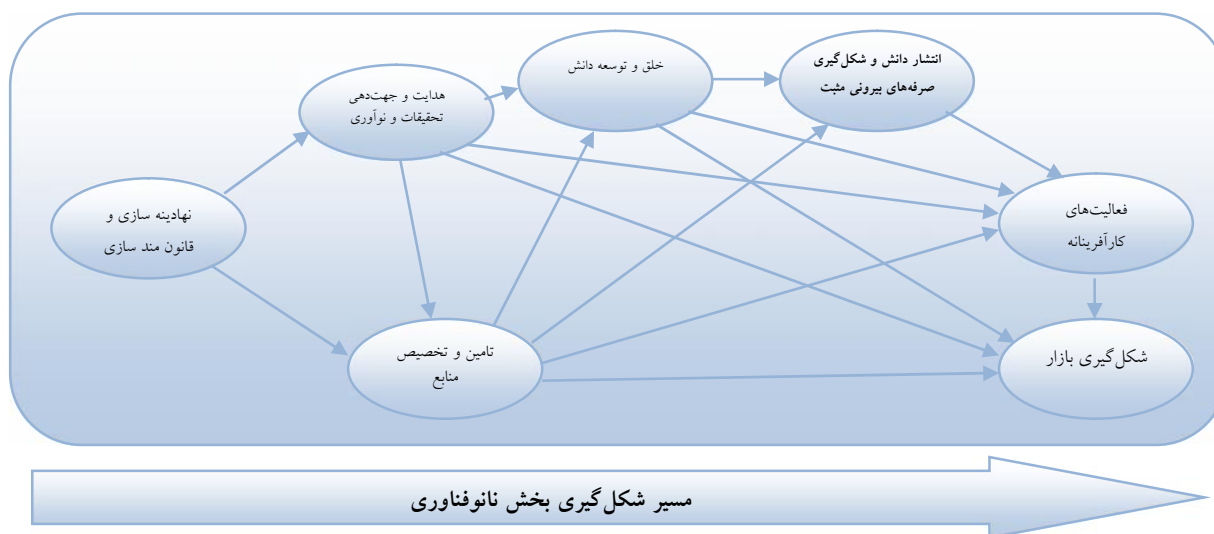 انتشار دانش و شکل‌گیری
صرفه‌های بیرونی مثبت
خلق و توسعه دانش
هدایت و جهت‌دهی
تحقیقات و نوآوری
نهادینه سازی و
قانون مند سازی
فعالیت‌های
کارآفرینانه
تامین و تخصیص
منابع
شکل‌گیری بازار
مسیر شکل‌گیری بخش نانوفناوری